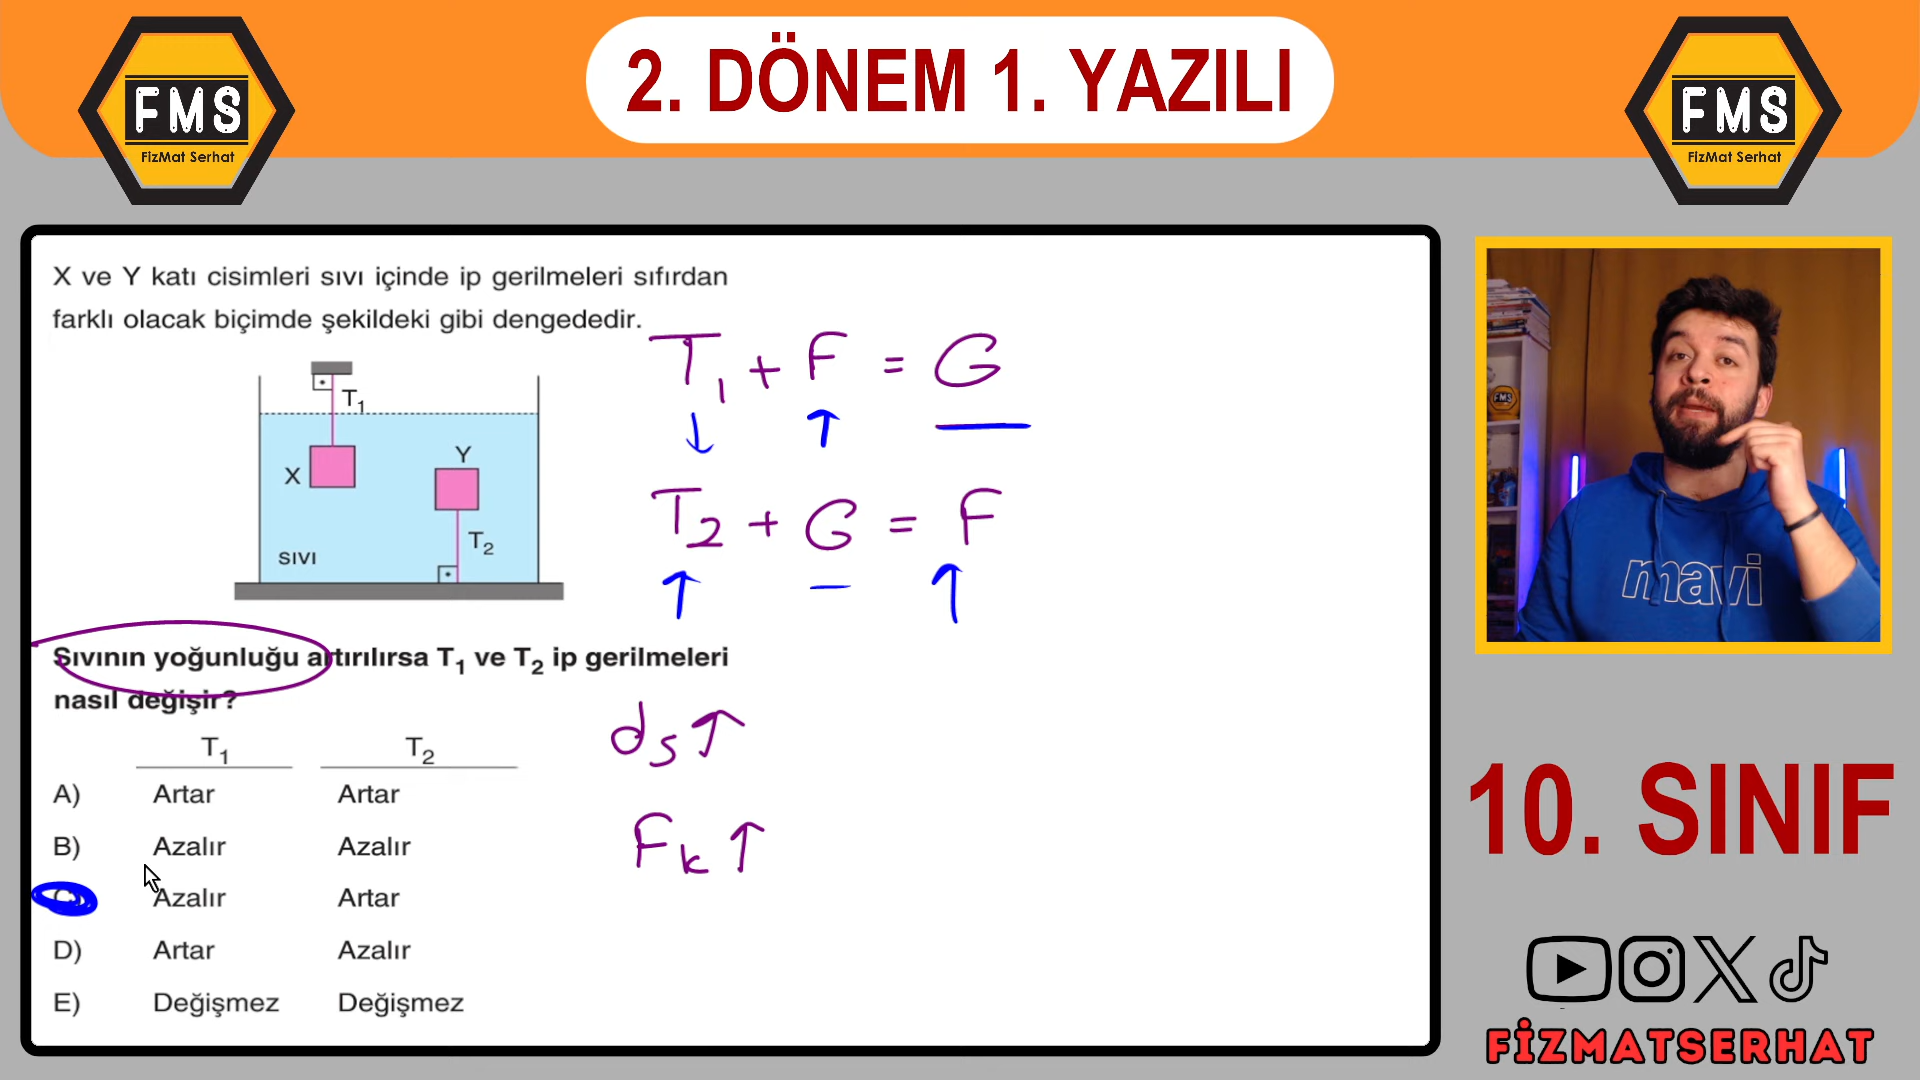 2. DÖNEM 1. YAZILI
FMS
FizMat Serhat
FMS
FizMat Serhat
X ve Y katı cisimleri sıvı içinde ip gerilmeleri sıfırdan
farklı olacak biçimde şekildeki gibi dengededir.
T1
X
Y
T2
SIVI
T1 + F = G
T2 + G = F
Sıvının yoğunluğu artırılırsa T1 ve T2 ip gerilmeleri
nasıl değişir?
ds ↑
Fk ↑
T1 T2
A) Artar Artar
B) Azalır Azalır
C) Azalır Artar
D) Artar Azalır
E) Değişmez Değişmez
FMS
mavi
10. SINIF
FİZMATSERHAT